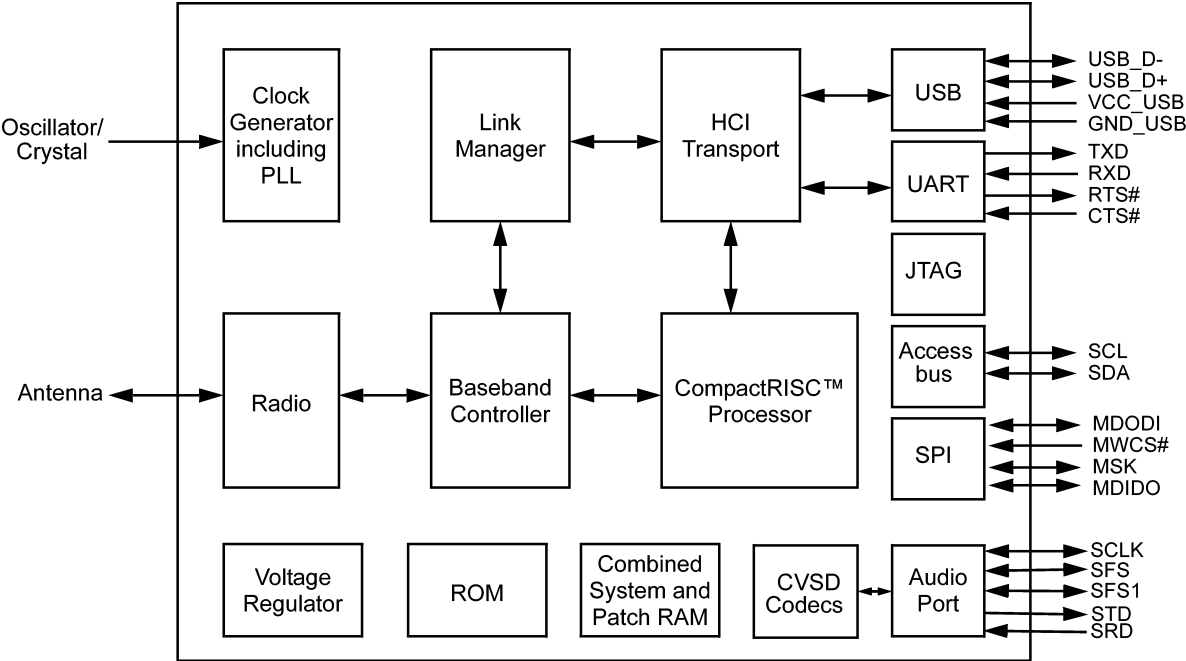 Clock
Generator
including
PLL
Link
Manager
HCI
Transport
USB
USB_D-
USB_D+
VCC_USB
GND_USB
Oscillator/
Crystal
UART
TXD
RXD
RTS#
CTS#
JTAG
Antenna
Radio
Baseband
Controller
CompactRISC™
Processor
Access
bus
SCL
SDA
SPI
MDODI
MWCS#
MSK
MDIDO
Voltage
Regulator
ROM
Combined
System and
Patch RAM
CVSD
Codecs
Audio
Port
SCLK
SFS
SFS1
STD
SRD